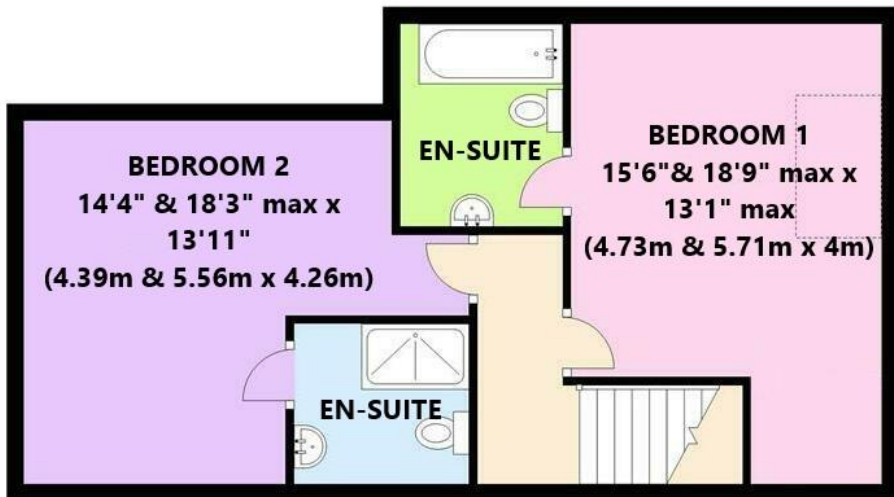 BEDROOM 2
14'4" & 18'3" max x
13'11"
(4.39m & 5.56m x 4.26m)
EN-SUITE
BEDROOM 1
15'6"& 18'9" max x
13'1" max
(4.73m & 5.71m x 4m)
EN-SUITE